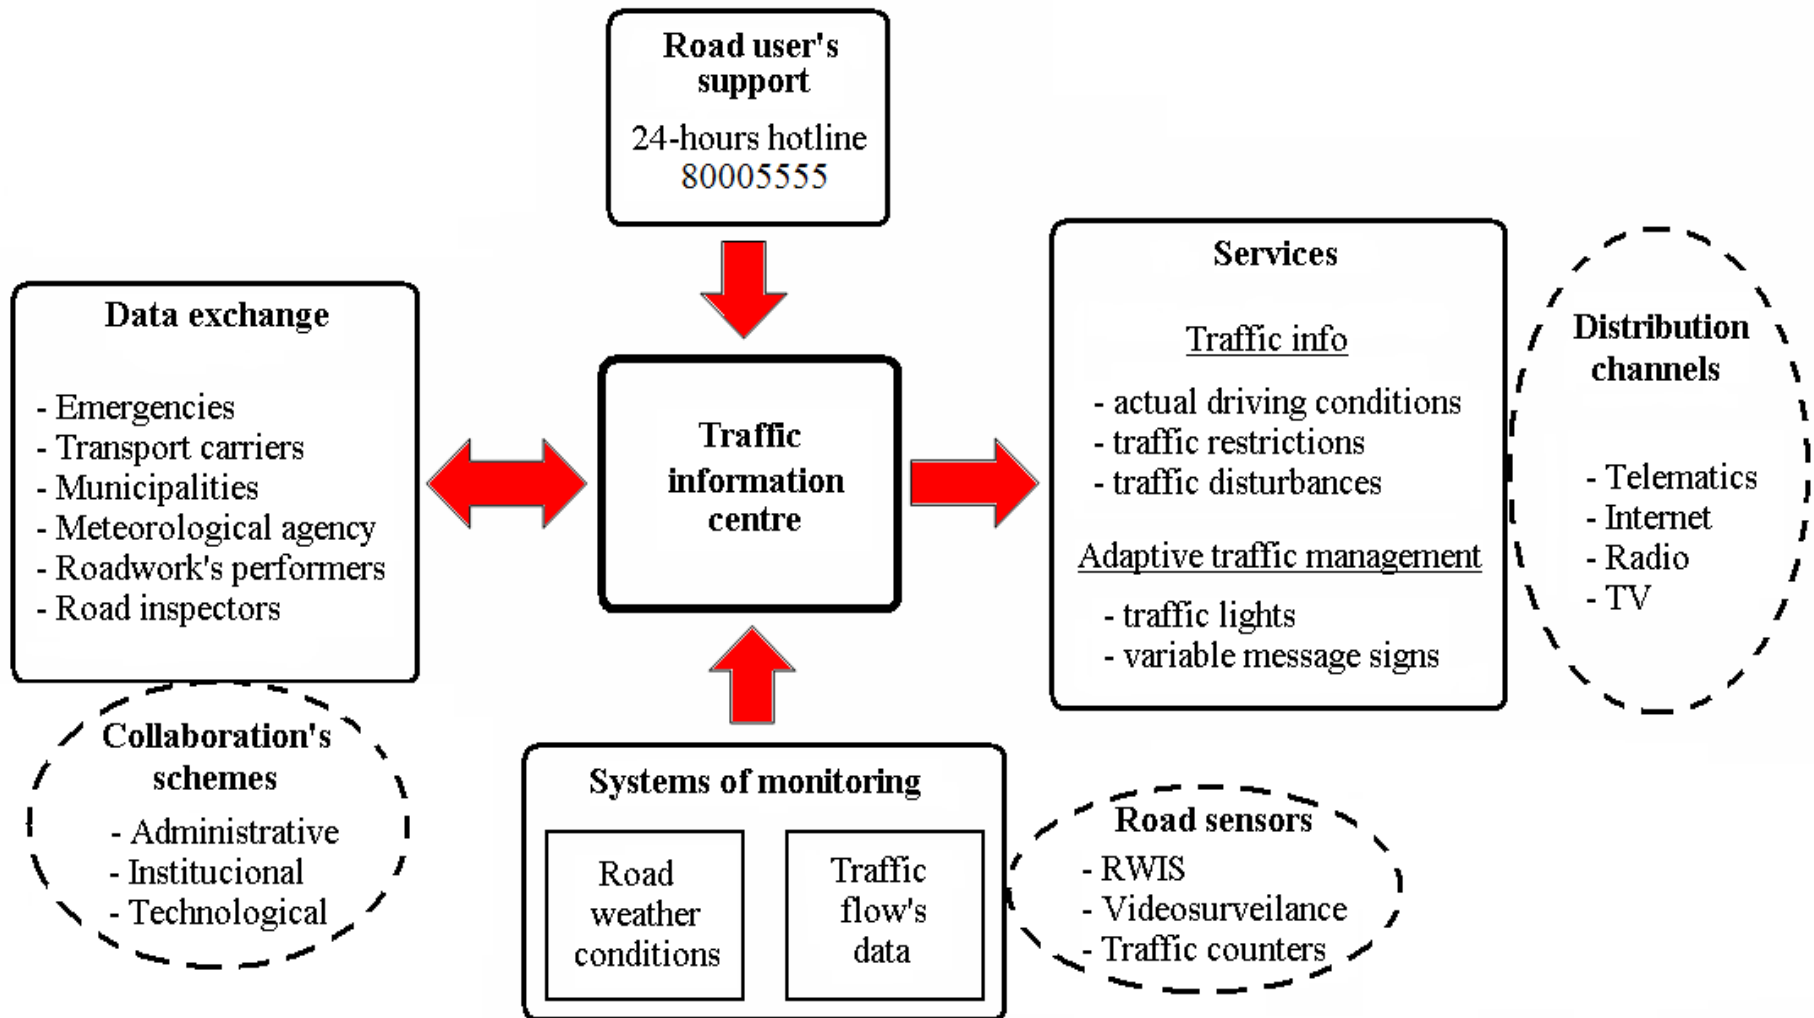 Road user's
support
24-hours hotline
80005555
Data exchange
- Emergencies
- Transport carriers
- Municipalities
- Meteorological agency
- Roadwork's performers
- Road inspectors
Traffic
information
centre
Services
Traffic info
- actual driving conditions
- traffic restrictions
- traffic disturbances
Adaptive traffic management
- traffic lights
- variable message signs
Distribution
channels
- Telematics
- Internet
- Radio
- TV
Collaboration's
schemes
- Administrative
- Institucional
- Technological
Systems of monitoring
Road
weather
conditions
Traffic
flow's
data
Road sensors
- RWIS
- Videosurveilance
- Traffic counters